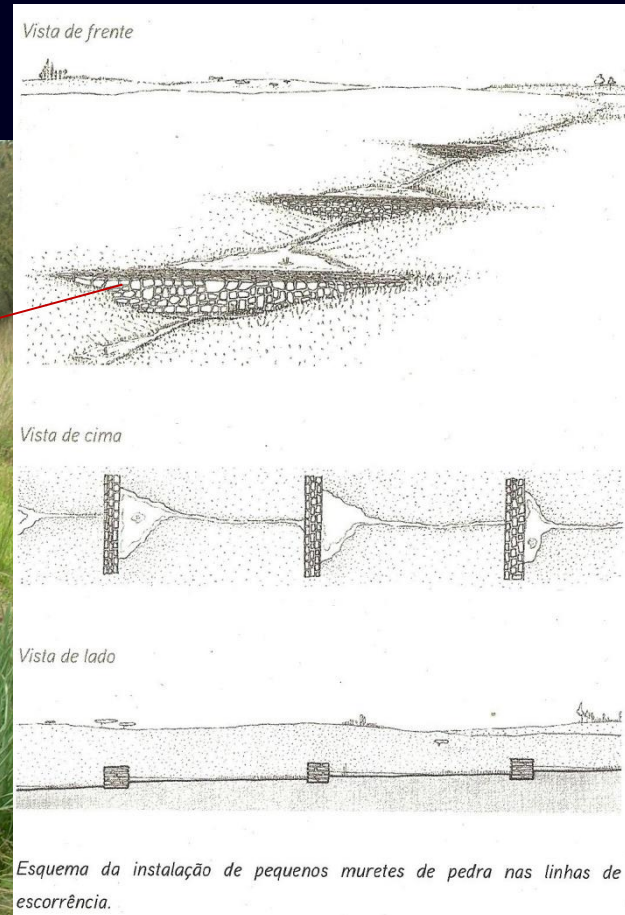 Vista de frente
Vista de cima
Vista de lado
Esquema da instalação de pequenos muretes de pedra nas linhas de
escorrência.